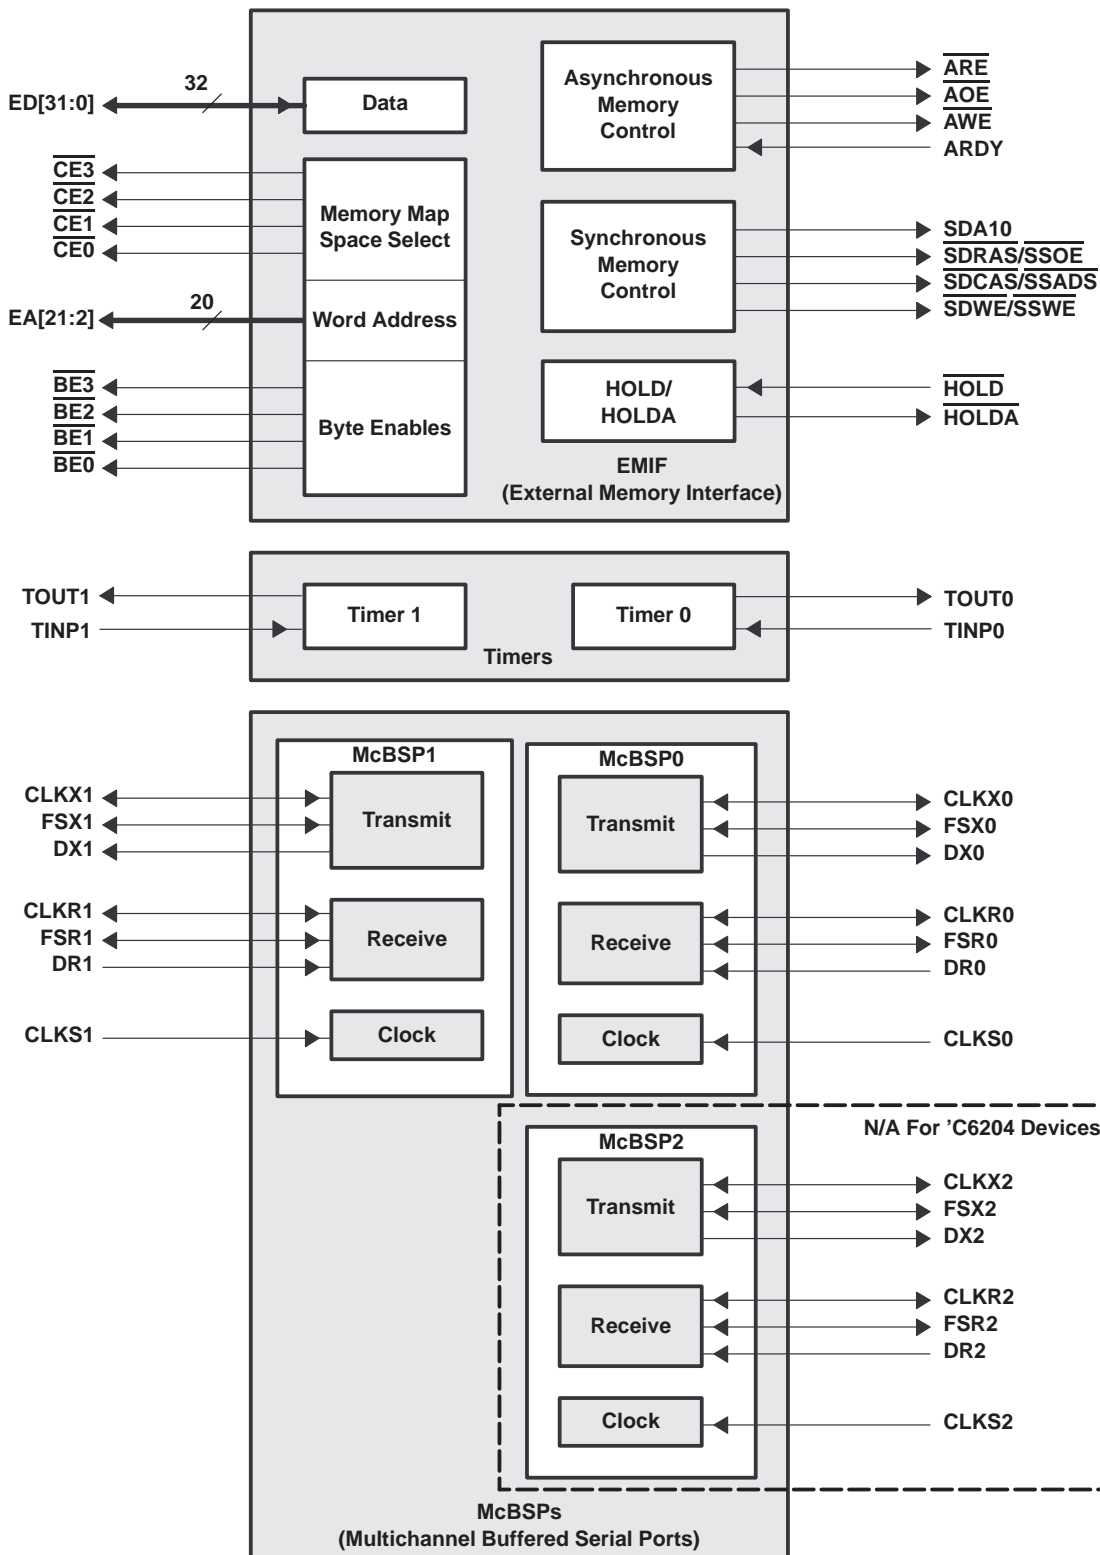 32
ED[31:0]
Data
CE3
CE2
CE1
CE0
Memory Map
Space Select
20
EA[21:2]
Word Address
BE3
BE2
BE1
BE0
Byte Enables
Asynchronous
Memory
Control
ARE
AOE
AWE
ARDY
Synchronous
Memory
Control
SDA10
SDRAS/SSOE
SDCAS/SSADS
SDWE/SSWE
HOLD/
HOLDA
HOLD
HOLDA
EMIF
(External Memory Interface)
TOUT1
TINP1
Timer 1
Timer 0
TOUT0
TINP0
Timers
McBSP1
CLKX1
FSX1
DX1
Transmit
CLKR1
FSR1
DR1
Receive
CLKS1
Clock
McBSP0
Transmit
CLKX0
FSX0
DX0
Receive
CLKR0
FSR0
DR0
Clock
CLKS0
N/A For ’C6204 Devices
McBSP2
Transmit
CLKX2
FSX2
DX2
Receive
CLKR2
FSR2
DR2
Clock
CLKS2
McBSPs
(Multichannel Buffered Serial Ports)